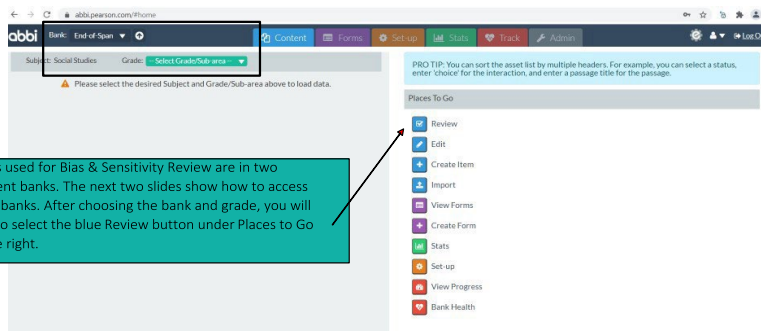 abbi.pearson.com/#home
abbi Bank: End-of-Span Content Forms Set-up Stats Track Admin Log O
Subject: Social Studies Grade: -- Select Grade/Sub-area --
Please select the desired Subject and Grade/Sub-area above to load data.
PRO TIP: You can sort the asset list by multiple headers. For example, you can select a status,
enter 'choice' for the interaction, and enter a passage title for the passage.
Places To Go
Review
Edit
Create Item
Import
View Forms
Create Form
Stats
Set-up
View Progress
Bank Health
s used for Bias & Sensitivity Review are in two
ent banks. The next two slides show how to access
banks. After choosing the bank and grade, you will
o select the blue Review button under Places to Go
e right.